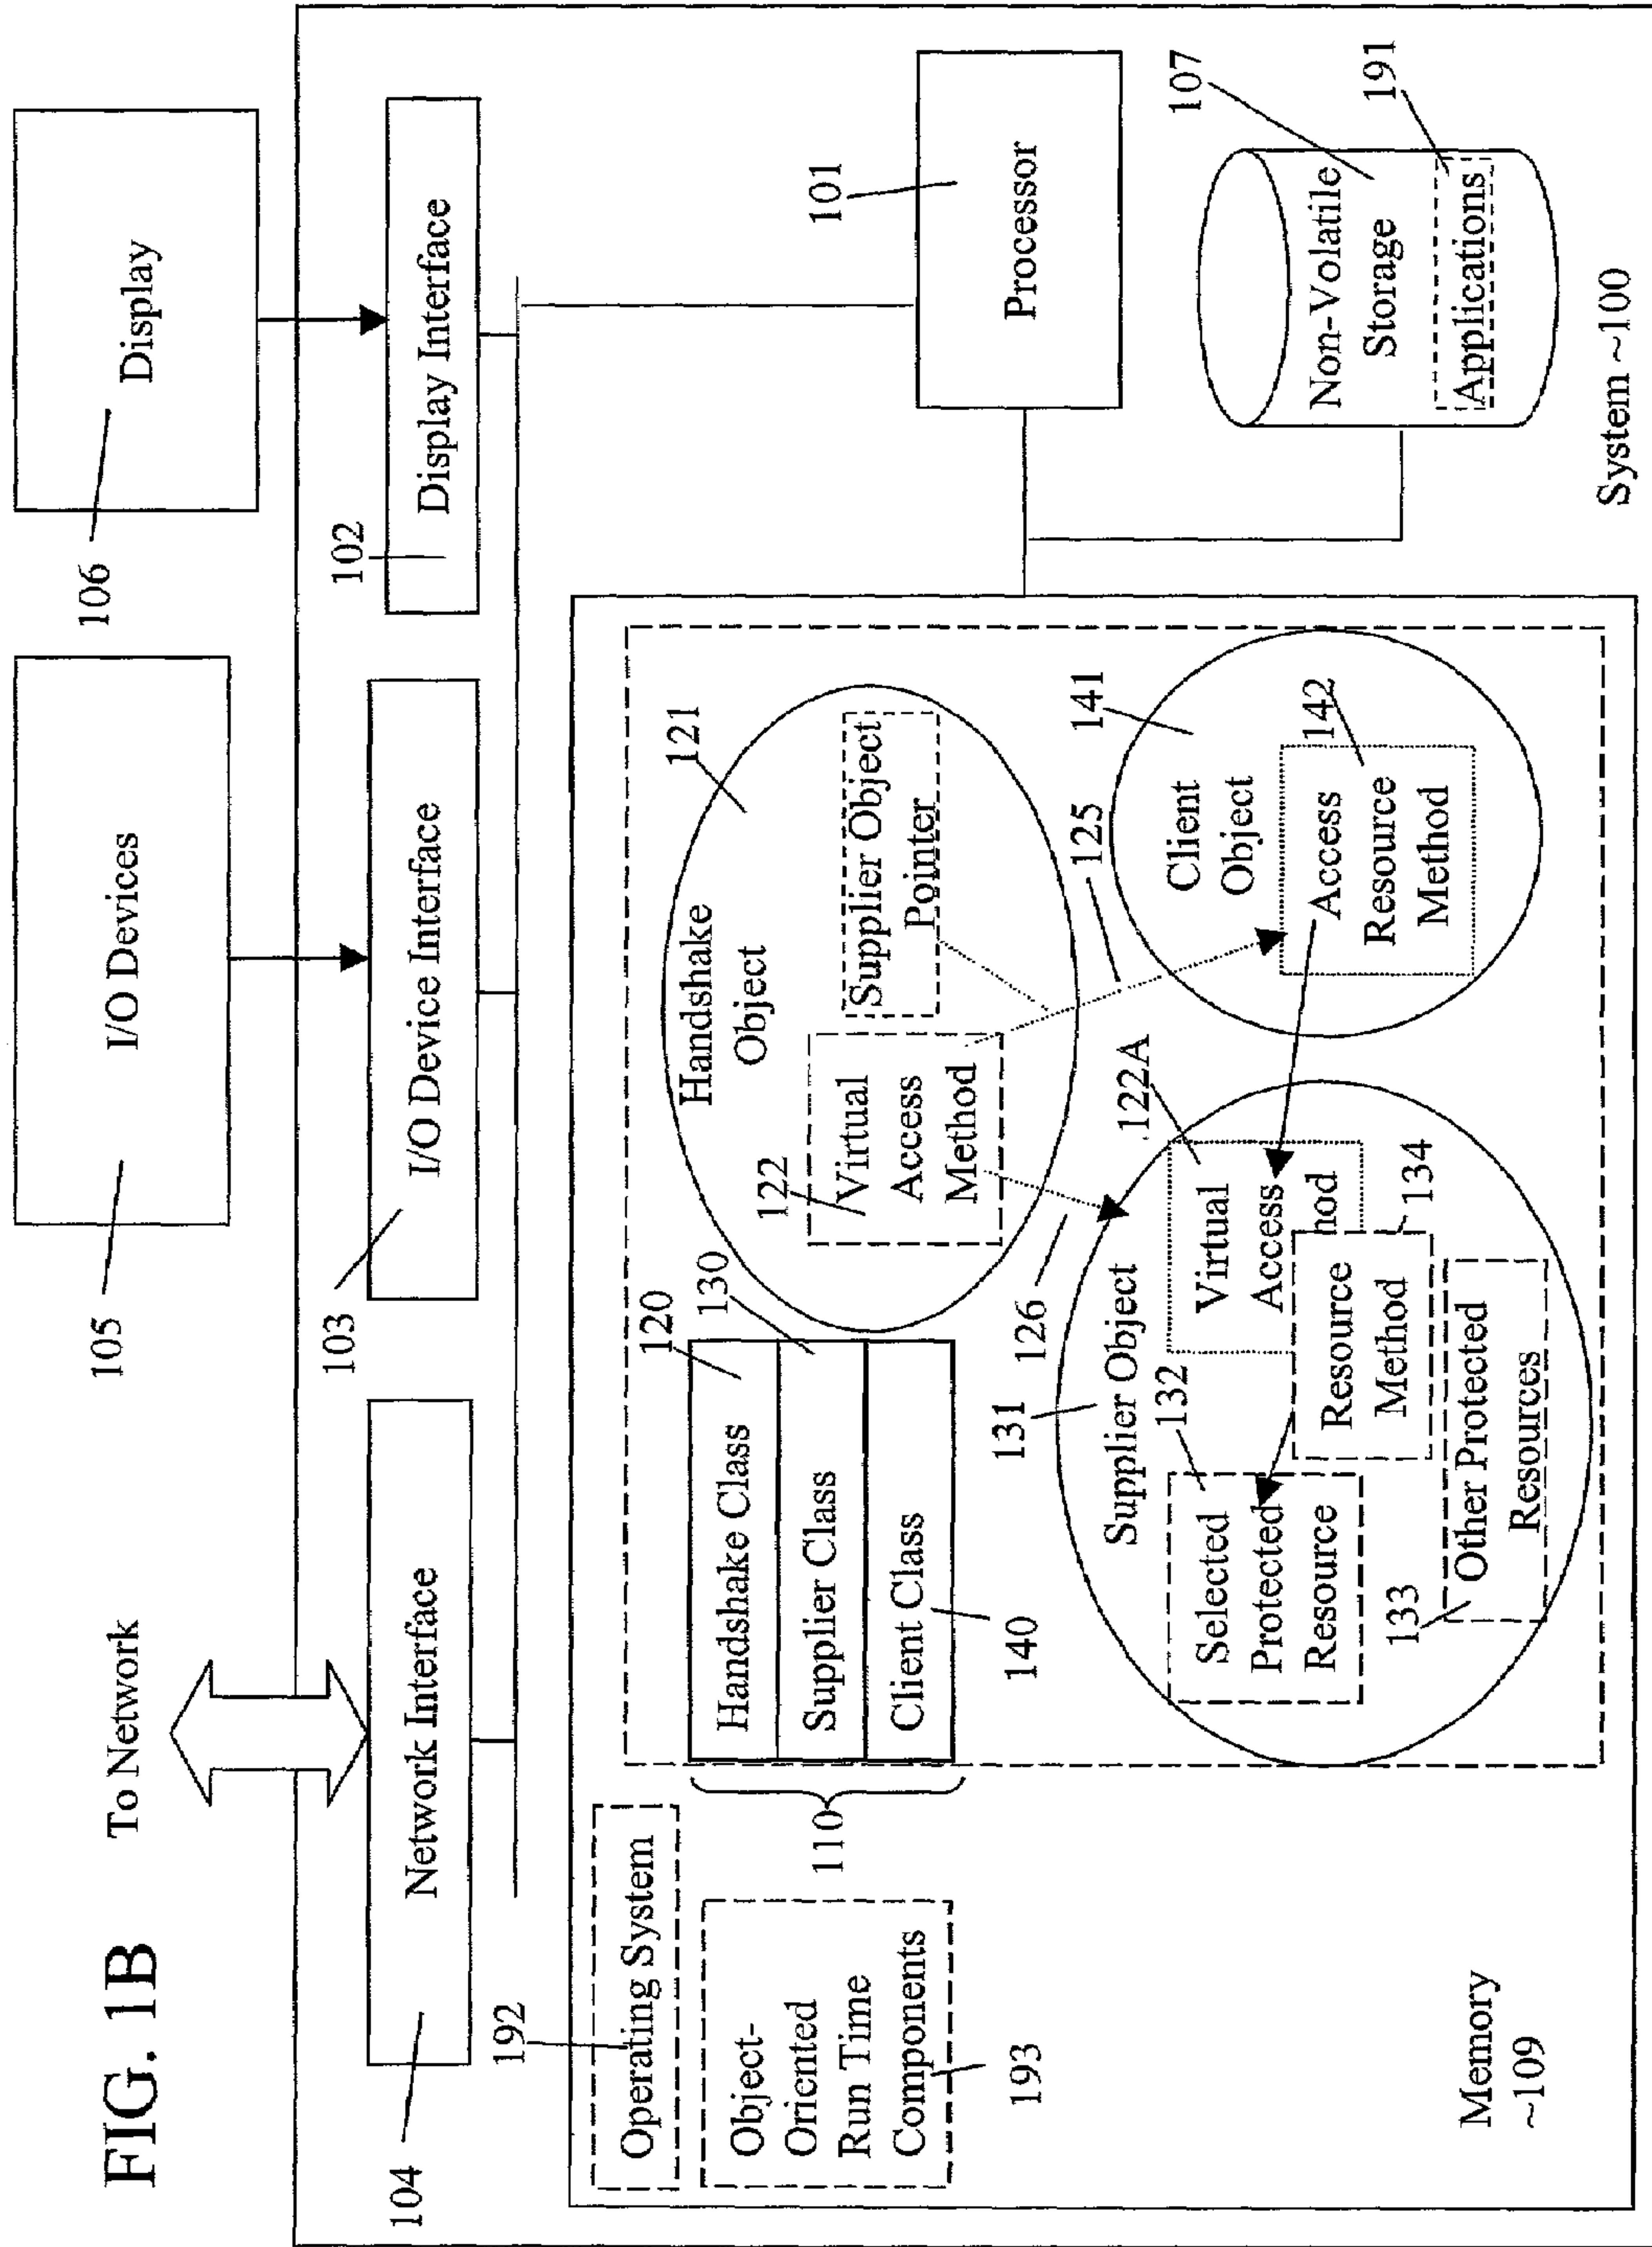 FIG. 1B
To Network
105
I/O Devices
106
Display
104
Network Interface
103
I/O Device Interface
102
Display Interface
192
Operating System
Object-
Oriented
Run Time
Components
193
110
Handshake Class
Supplier Class
Client Class
120
130
140
Handshake
Object
121
122
Virtual
Access
Method
Supplier Object
Pointer
126
125
131
Supplier Object
132
Selected
Protected
Resource
122A
Virtual
Access
hod
Resource
Method
134
133
Other Protected
Resources
141
Client
Object
142
Access
Resource
Method
101
Processor
107
Non-Volatile
Storage
191
Applications
Memory
~109
System ~100